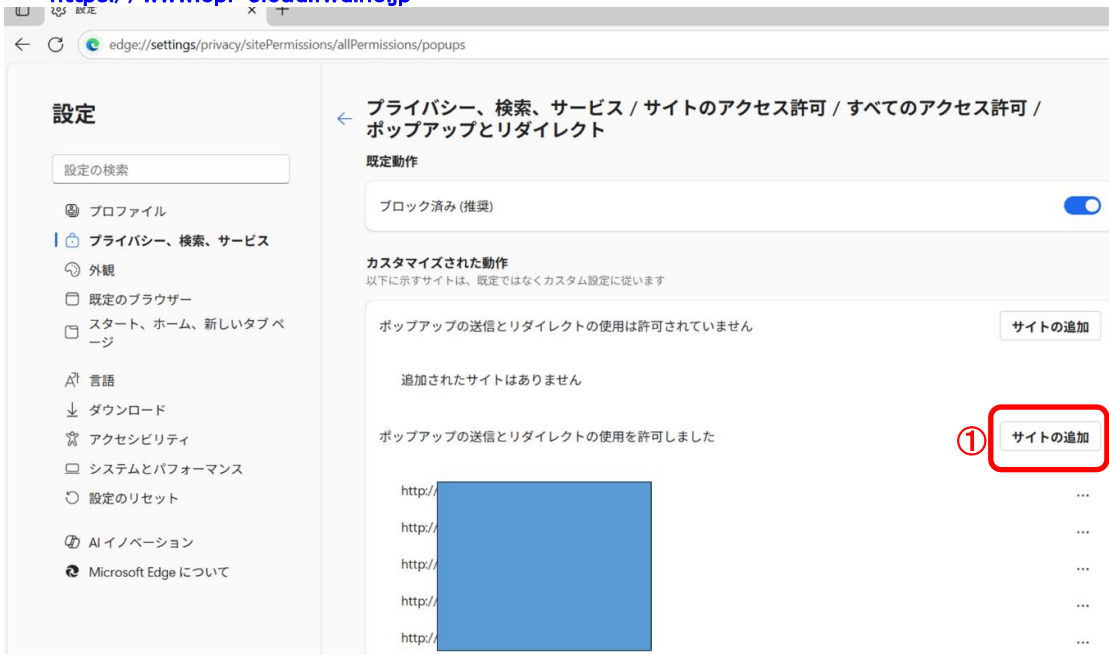 設定
edge://settings/privacy/sitePermissions/allPermissions/popups
設定
設定の検索
プロファイル
プライバシー、検索、サービス
外観
既定のブラウザー
スタート、ホーム、新しいタブ ペ
ージ
言語
ダウンロード
アクセシビリティ
システムとパフォーマンス
設定のリセット
AI イノベーション
Microsoft Edge について
プライバシー、検索、サービス / サイトのアクセス許可 / すべてのアクセス許可 /
ポップアップとリダイレクト
既定動作
ブロック済み (推奨)
カスタマイズされた動作
以下に示すサイトは、既定ではなくカスタム設定に従います
ポップアップの送信とリダイレクトの使用は許可されていません
サイトの追加
追加されたサイトはありません
ポップアップの送信とリダイレクトの使用を許可しました
① サイトの追加
http://
http://
http://
http://
http://